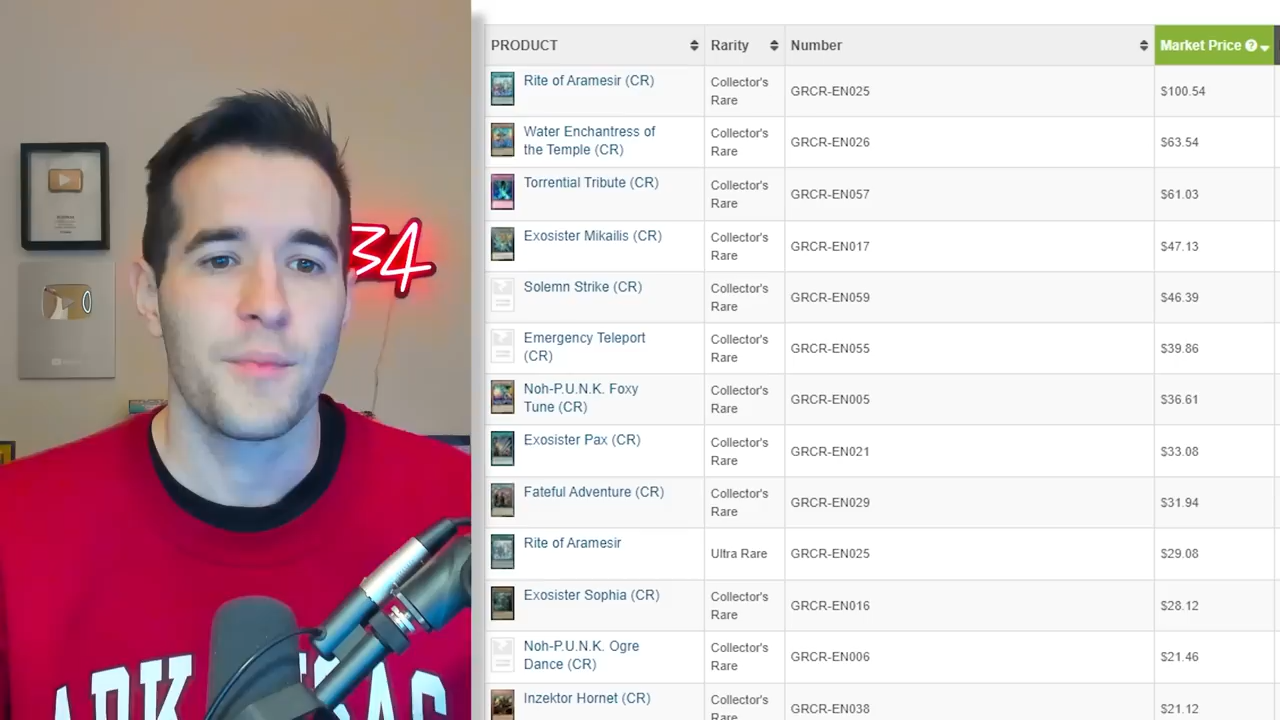 PRODUCT Rarity Number Market Price
Rite of Aramesir (CR) Collector's Rare GRCR-EN025 $100.54
Water Enchantress of the Temple (CR) Collector's Rare GRCR-EN026 $63.54
Torrential Tribute (CR) Collector's Rare GRCR-EN057 $61.03
Exosister Mikailis (CR) Collector's Rare GRCR-EN017 $47.13
Solemn Strike (CR) Collector's Rare GRCR-EN059 $46.39
Emergency Teleport (CR) Collector's Rare GRCR-EN055 $39.86
Noh-P.U.N.K. Foxy Tune (CR) Collector's Rare GRCR-EN005 $36.61
Exosister Pax (CR) Collector's Rare GRCR-EN021 $33.08
Fateful Adventure (CR) Collector's Rare GRCR-EN029 $31.94
Rite of Aramesir Ultra Rare GRCR-EN025 $29.08
Exosister Sophia (CR) Collector's Rare GRCR-EN016 $28.12
Noh-P.U.N.K. Ogre Dance (CR) Collector's Rare GRCR-EN006 $21.46
Inzektor Hornet (CR) Collector's Rare GRCR-EN038 $21.12
34